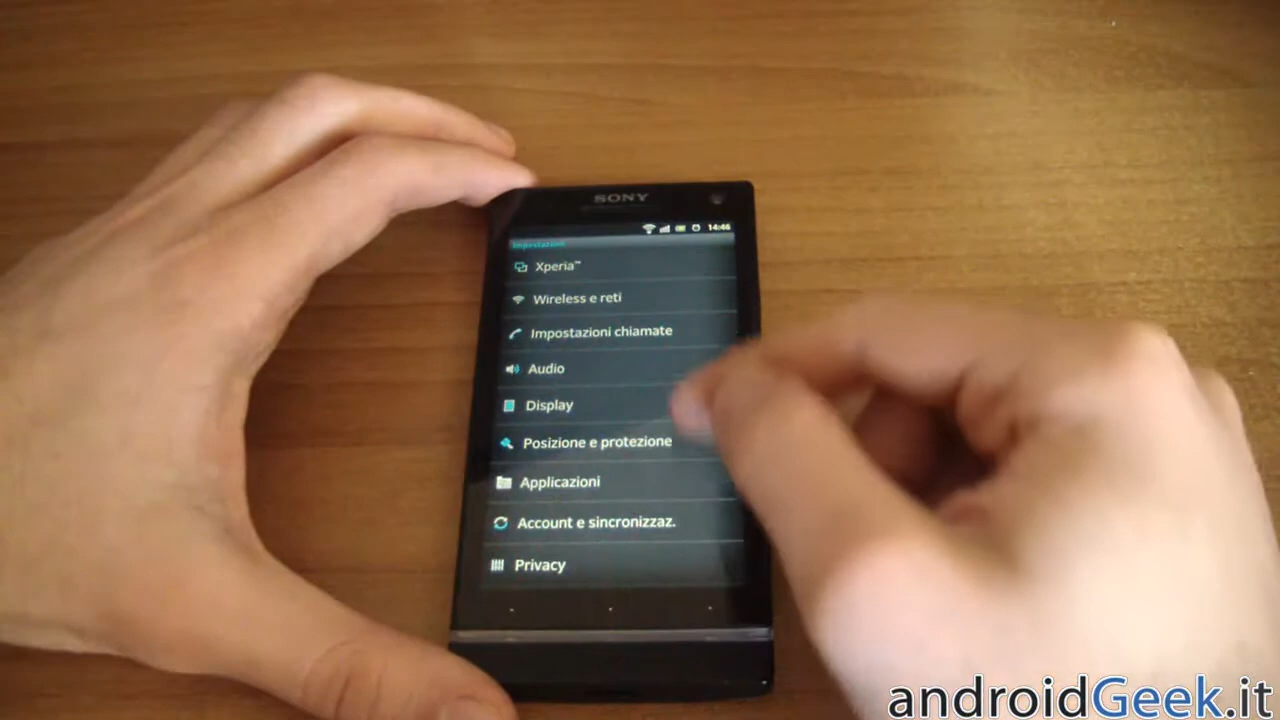 SONY
14:46
Impostazioni
Xperia™
Wireless e reti
Impostazioni chiamate
Audio
Display
Posizione e protezione
Applicazioni
Account e sincronizzaz.
Privacy
androidGeek.it